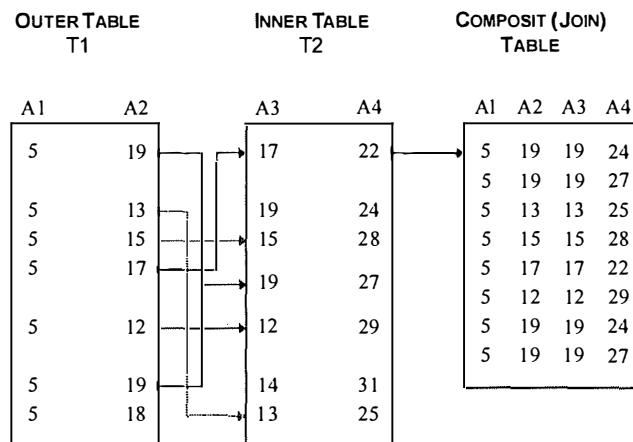 OUTER TABLE
T1
INNER TABLE
T2
COMPOSIT (JOIN)
TABLE
A1 A2
5 19
5 13
5 15
5 17
5 12
5 19
5 18
A3 A4
17 22
19 24
15 28
19 27
12 29
14 31
13 25
A1 A2 A3 A4
5 19 19 24
5 19 19 27
5 13 13 25
5 15 15 28
5 17 17 22
5 12 12 29
5 19 19 24
5 19 19 27